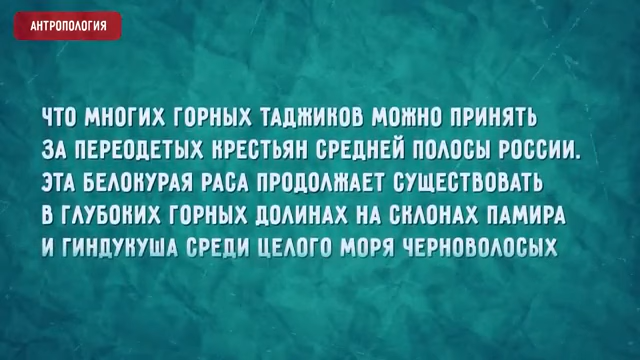 АНТРОПОЛОГИЯ
ЧТО МНОГИХ ГОРНЫХ ТАДЖИКОВ МОЖНО ПРИНЯТЬ
ЗА ПЕРЕОДЕТЫХ КРЕСТЬЯН СРЕДНЕЙ ПОЛОСЫ РОССИИ.
ЭТА БЕЛОКУРАЯ РАСА ПРОДОЛЖАЕТ СУЩЕСТВОВАТЬ
В ГЛУБОКИХ ГОРНЫХ ДОЛИНАХ НА СКЛОНАХ ПАМИРА
И ГИНДУКУША СРЕДИ ЦЕЛОГО МОРЯ ЧЕРНОВОЛОСЫХ